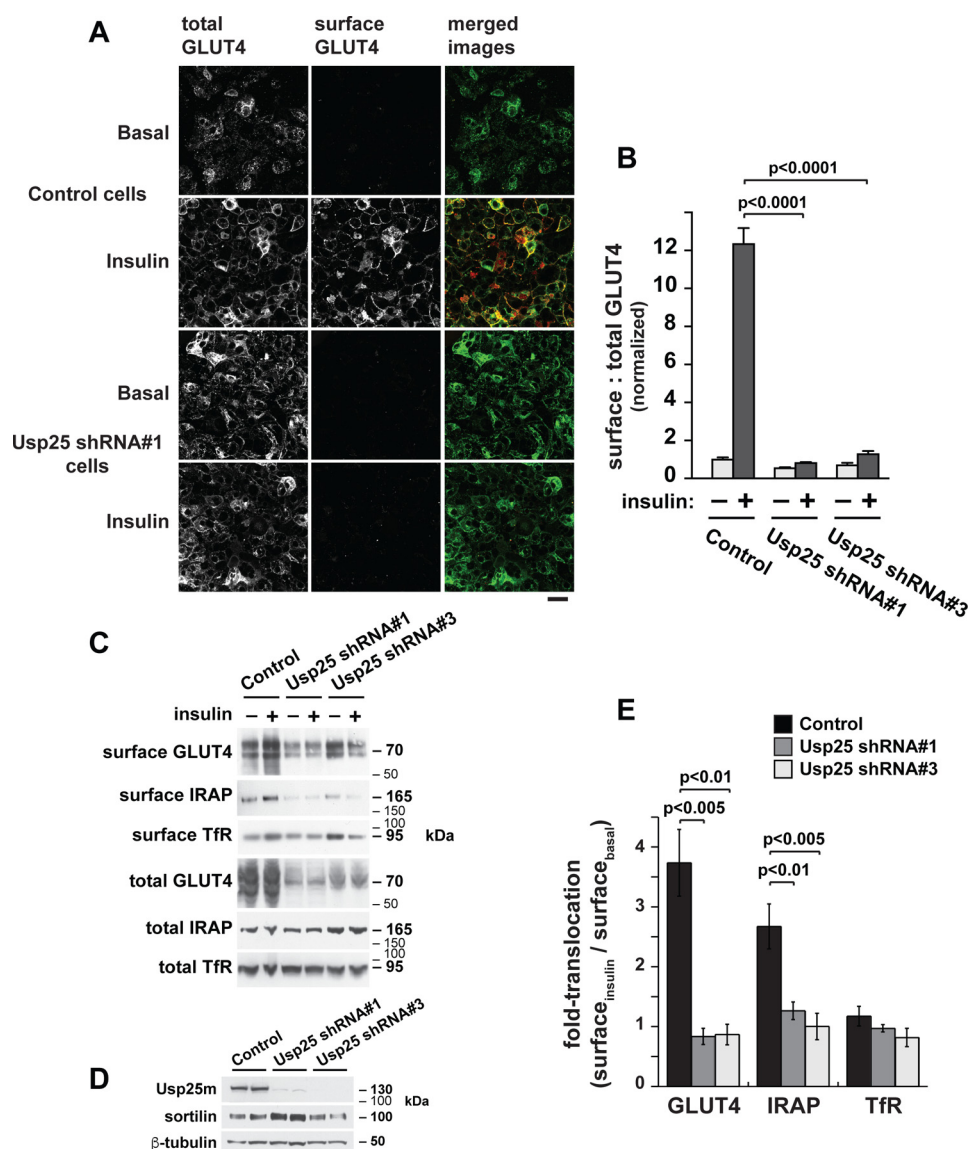 A
total GLUT4
surface GLUT4
merged images
Basal
Control cells
Insulin
Basal
Usp25 shRNA#1 cells
Insulin
B
p<0.0001
p<0.0001
surface : total GLUT4
(normalized)
12
10
8
6
4
2
0
insulin: – + – + – +
Control
Usp25 shRNA#1
Usp25 shRNA#3
C
Control
Usp25 shRNA#1
Usp25 shRNA#3
insulin – + – + – +
surface GLUT4 – 70
– 50
surface IRAP – 165
– 150
– 100
surface TfR – 95 kDa
total GLUT4 – 70
– 50
total IRAP – 165
– 150
– 100
total TfR – 95
D
Control
Usp25 shRNA#1
Usp25 shRNA#3
Usp25m – 130
– 100 kDa
sortilin – 100
β-tubulin – 50
E
Control
Usp25 shRNA#1
Usp25 shRNA#3
p<0.01
p<0.005
p<0.005
p<0.01
fold-translocation
(surface insulin / surface basal)
4
3
2
1
0
GLUT4
IRAP
TfR